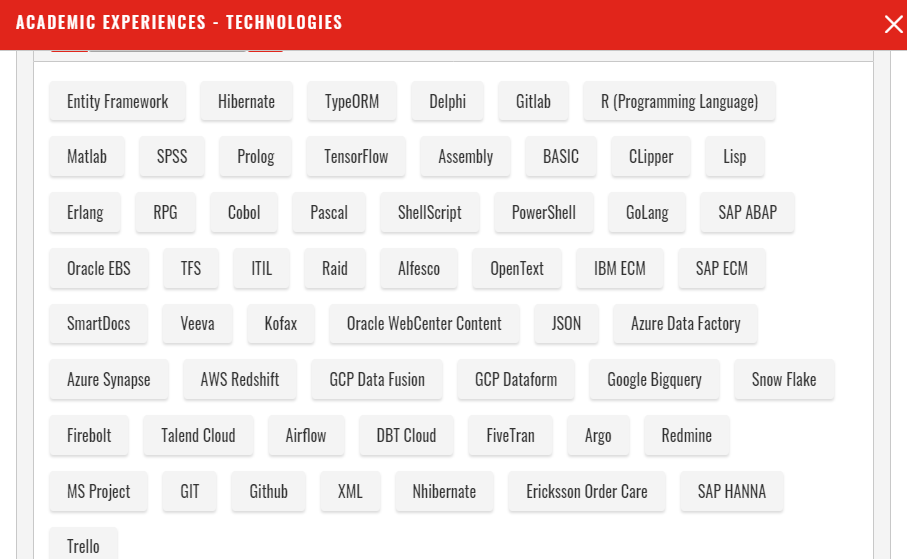 ACADEMIC EXPERIENCES - TECHNOLOGIES
Entity Framework Hibernate TypeORM Delphi Gitlab R (Programming Language)
Matlab SPSS Prolog TensorFlow Assembly BASIC CLipper Lisp
Erlang RPG Cobol Pascal ShellScript PowerShell GoLang SAP ABAP
Oracle EBS TFS ITIL Raid Alfesco OpenText IBM ECM SAP ECM
SmartDocs Veeva Kofax Oracle WebCenter Content JSON Azure Data Factory
Azure Synapse AWS Redshift GCP Data Fusion GCP Dataform Google Bigquery Snow Flake
Firebolt Talend Cloud Airflow DBT Cloud FiveTran Argo Redmine
MS Project GIT Github XML Nhibernate Ericksson Order Care SAP HANNA
Trello